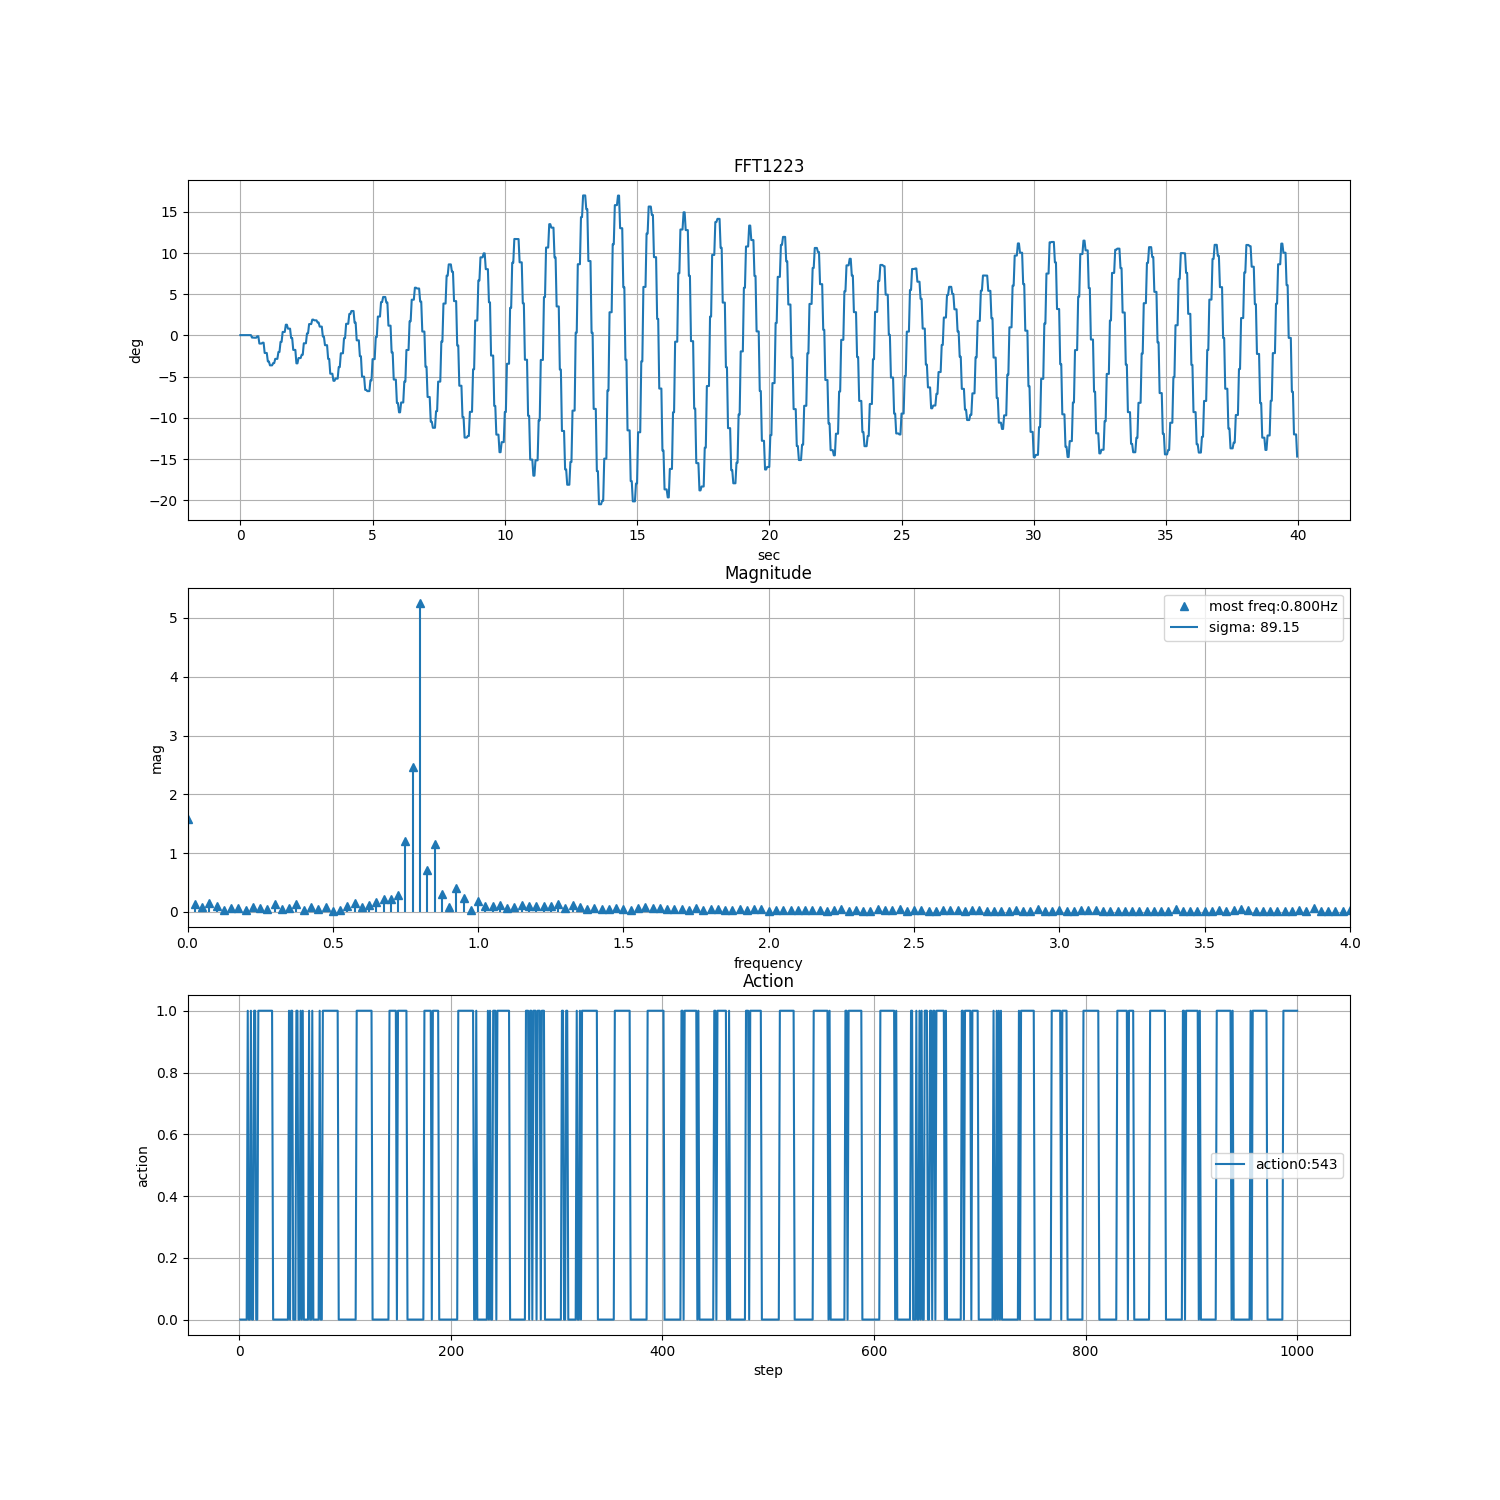 FFT1223
15
10
5
0
−5
−10
−15
−20
deg
0 5 10 15 20 25 30 35 40
sec
Magnitude
most freq:0.800Hz
sigma: 89.15
5
4
3
2
1
0
mag
0.0 0.5 1.0 1.5 2.0 2.5 3.0 3.5 4.0
frequency
Action
1.0
0.8
0.6
0.4
0.2
0.0
action
action0:543
0 200 400 600 800 1000
step